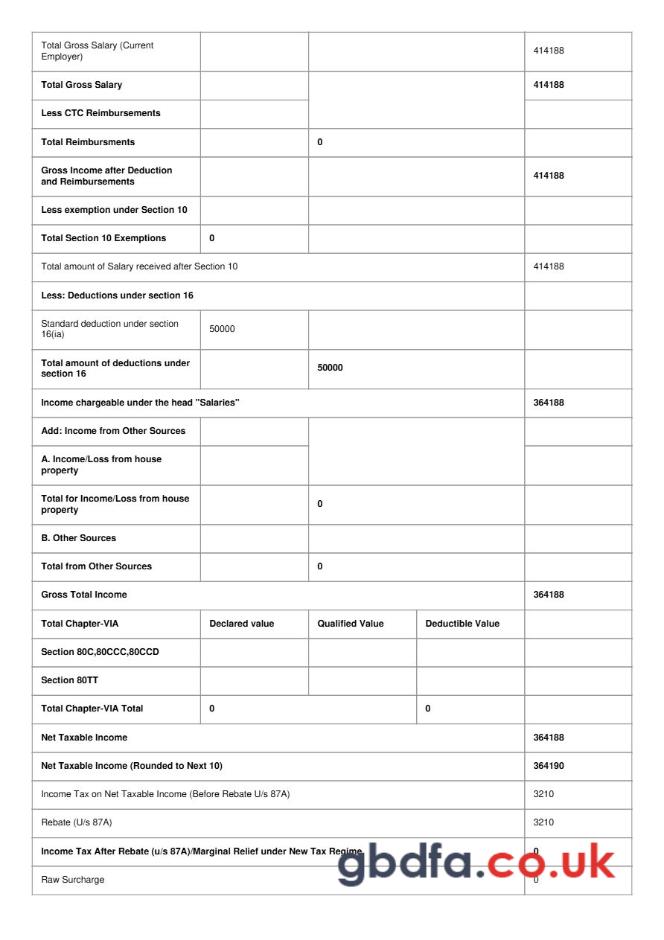 Total Gross Salary (Current
Employer)
414188
Total Gross Salary
414188
Less CTC Reimbursements
Total Reimbursments
0
Gross Income after Deduction
and Reimbursements
414188
Less exemption under Section 10
Total Section 10 Exemptions
0
Total amount of Salary received after Section 10
414188
Less: Deductions under section 16
Standard deduction under section
16(ia)
50000
Total amount of deductions under
section 16
50000
Income chargeable under the head "Salaries"
364188
Add: Income from Other Sources
A. Income/Loss from house
property
Total for Income/Loss from house
property
0
B. Other Sources
Total from Other Sources
0
Gross Total Income
364188
Total Chapter-VIA
Declared value
Qualified Value
Deductible Value
Section 80C,80CCC,80CCD
Section 80TT
Total Chapter-VIA Total
0
0
Net Taxable Income
364188
Net Taxable Income (Rounded to Next 10)
364190
Income Tax on Net Taxable Income (Before Rebate U/s 87A)
3210
Rebate (U/s 87A)
3210
Income Tax After Rebate (u/s 87A)/Marginal Relief under New Tax Regime
0
Raw Surcharge
0
gbdfa.co.uk